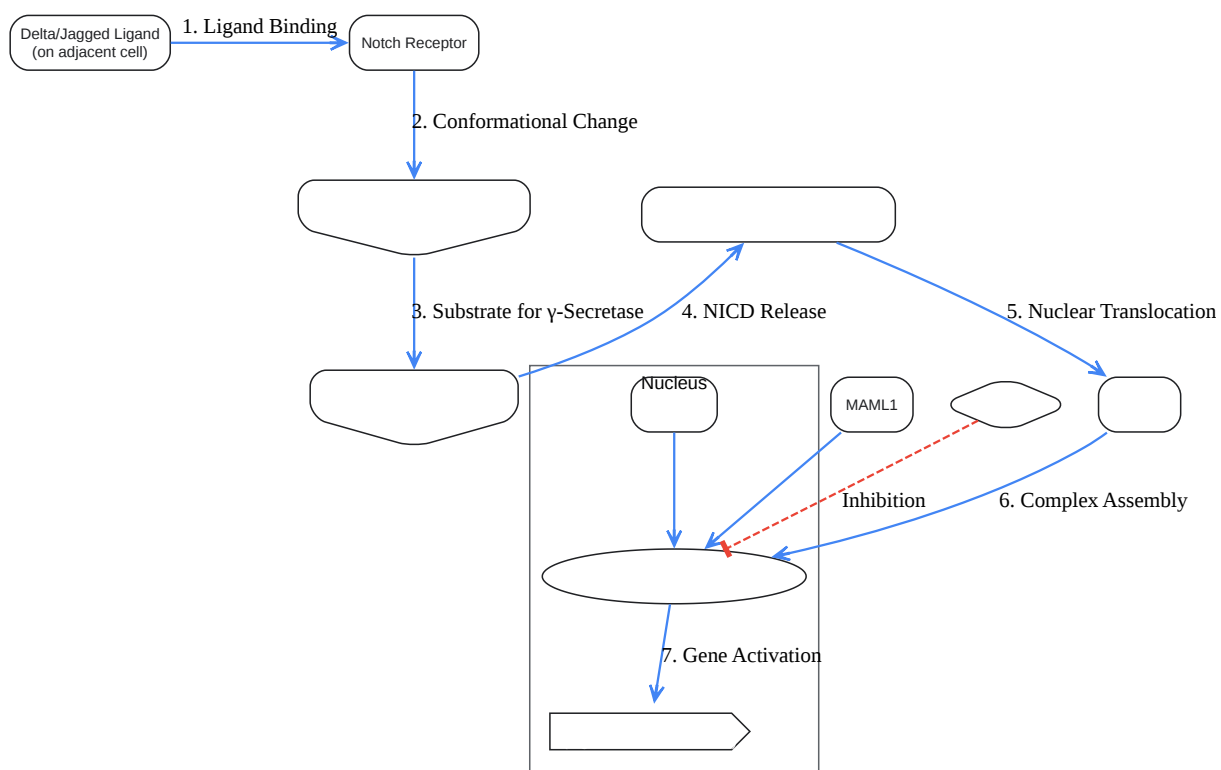 1. Ligand Binding
Delta/Jagged Ligand
(on adjacent cell)
Notch Receptor
2. Conformational Change
3. Substrate for γ-Secretase
4. NICD Release
5. Nuclear Translocation
Nucleus
MAML1
Inhibition
6. Complex Assembly
7. Gene Activation